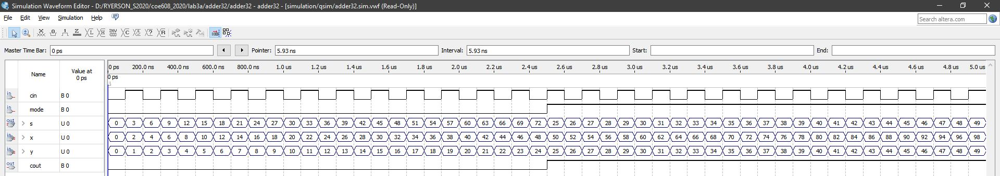 Simulation Waveform Editor - D:/RYERSON_S2020/coe608_2020/lab3a/adder32/adder32 - adder32 - [simulation/qsim/adder32.sim.vwf (Read-Only)]
File Edit View Simulation Help
Search altera.com
Master Time Bar: 0 ps Pointer: 5.93 ns Interval: 5.93 ns Start: End:
Name Value at 0 ps 0 ps 200.0 ns 400.0 ns 600.0 ns 800.0 ns 1.0 us 1.2 us 1.4 us 1.6 us 1.8 us 2.0 us 2.2 us 2.4 us 2.6 us 2.8 us 3.0 us 3.2 us 3.4 us 3.6 us 3.8 us 4.0 us 4.2 us 4.4 us 4.6 us 4.8 us 5.0 us
0 ps
in cin B 0
in mode B 0
out s U 0 0 3 6 9 12 15 18 21 24 27 30 33 36 39 42 45 48 51 54 57 60 63 66 69 72 25 26 27 28 29 30 31 32 33 34 35 36 37 38 39 40 41 42 43 44 45 46 47 48 49
in x U 0 0 2 4 6 8 10 12 14 16 18 20 22 24 26 28 30 32 34 36 38 40 42 44 46 48 50 52 54 56 58 60 62 64 66 68 70 72 74 76 78 80 82 84 86 88 90 92 94 96 98
in y U 0 0 1 2 3 4 5 6 7 8 9 10 11 12 13 14 15 16 17 18 19 20 21 22 23 24 25 26 27 28 29 30 31 32 33 34 35 36 37 38 39 40 41 42 43 44 45 46 47 48 49
out cout B 0